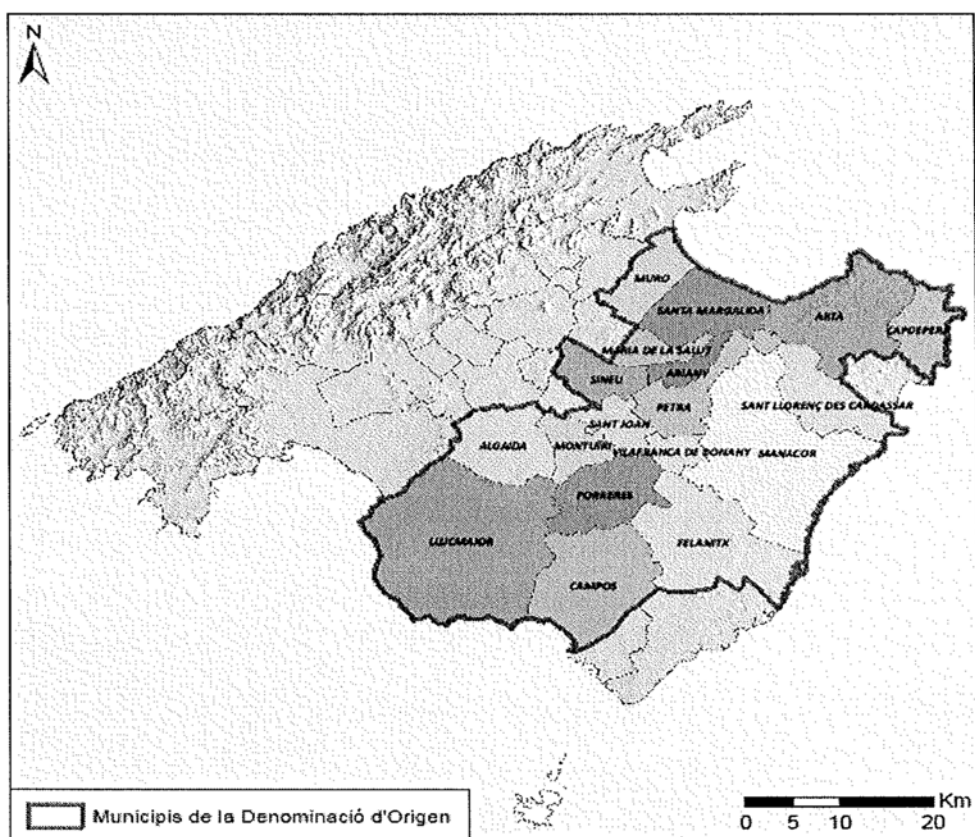 N
MURO
SANTA MARGALIDA
ARTA
CAPDEPERA
MARIA DE LA SALUT
ARIANY
SINEU
PETRA
SANT LLORENÇ DES CARDASSAR
SANT JOAN
ALGAIDA
MONTUÏRI
VILAFRANCA DE BONANY
MANACOR
PORRERES
LLUCMAJOR
FELANITX
CAMPOS
Municipis de la Denominació d'Origen
Km
0 5 10 20